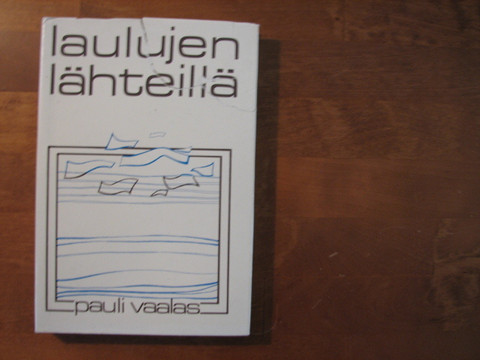 laulujen
lähteillä
pauli vaalas